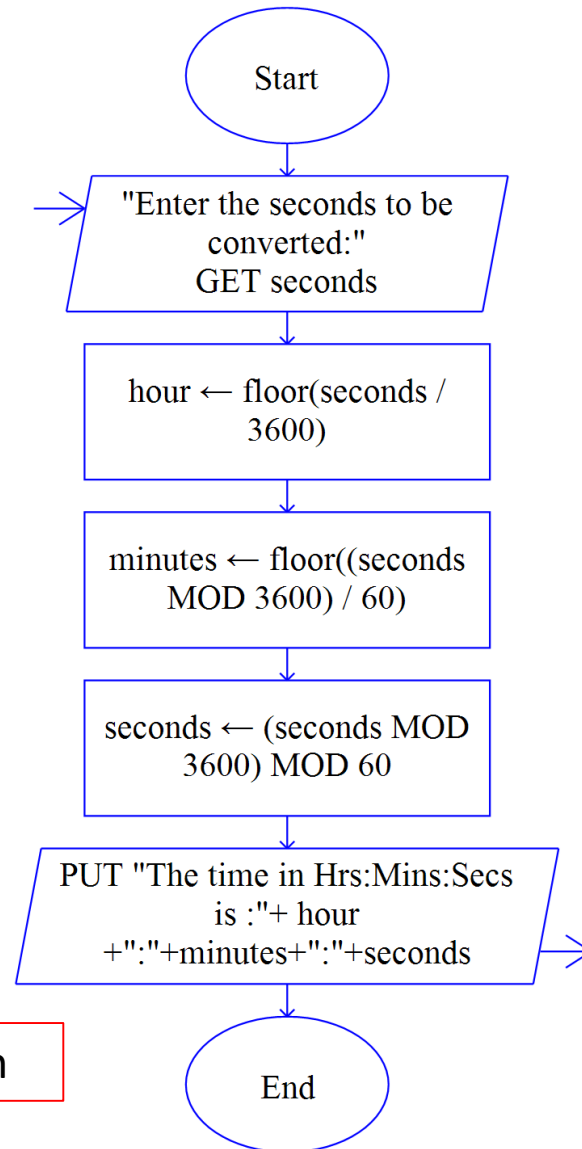 Start
"Enter the seconds to be
converted:"
GET seconds
hour ← floor(seconds /
3600)
minutes ← floor((seconds
MOD 3600) / 60)
seconds ← (seconds MOD
3600) MOD 60
PUT "The time in Hrs:Mins:Secs
is :"+ hour
+":"+minutes+":"+seconds
End